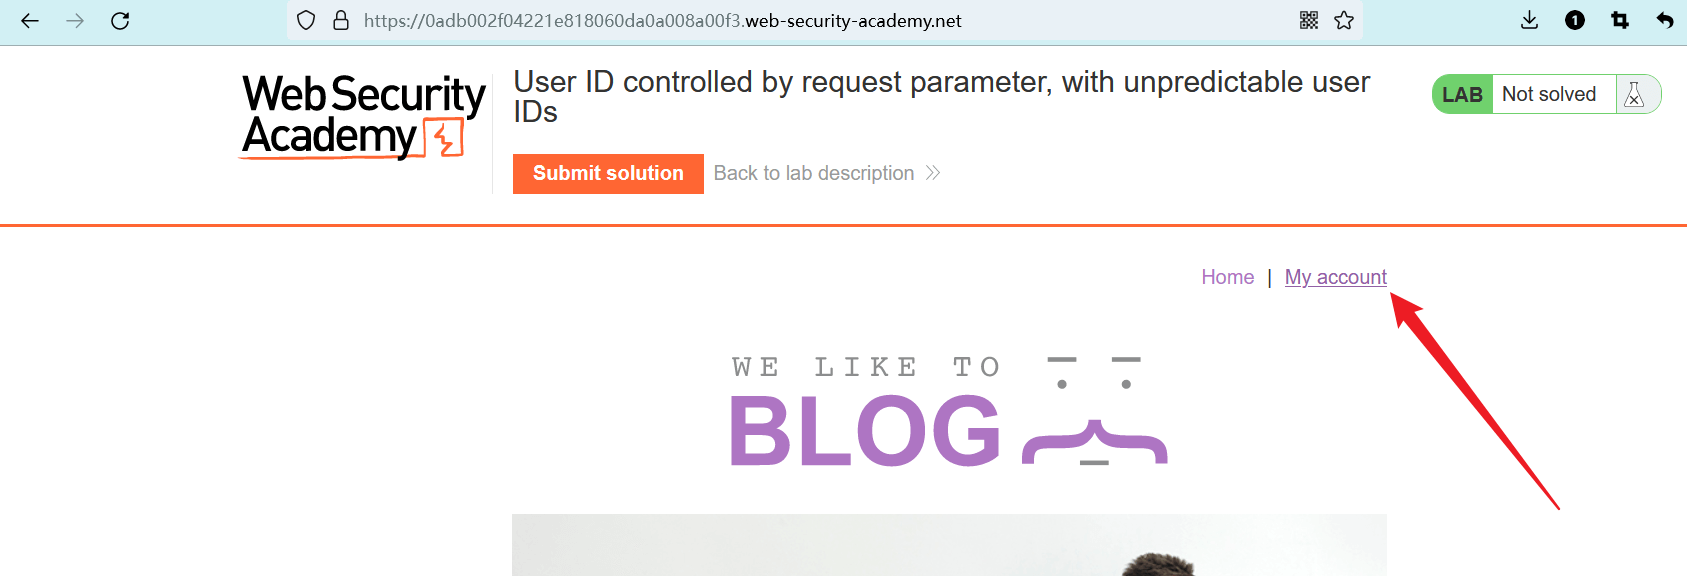 https://0adb002f04221e818060da0a008a00f3.web-security-academy.net
1
Web Security
Academy
User ID controlled by request parameter, with unpredictable user
IDs
LAB Not solved
Submit solution Back to lab description
Home | My account
WE LIKE TO
BLOG